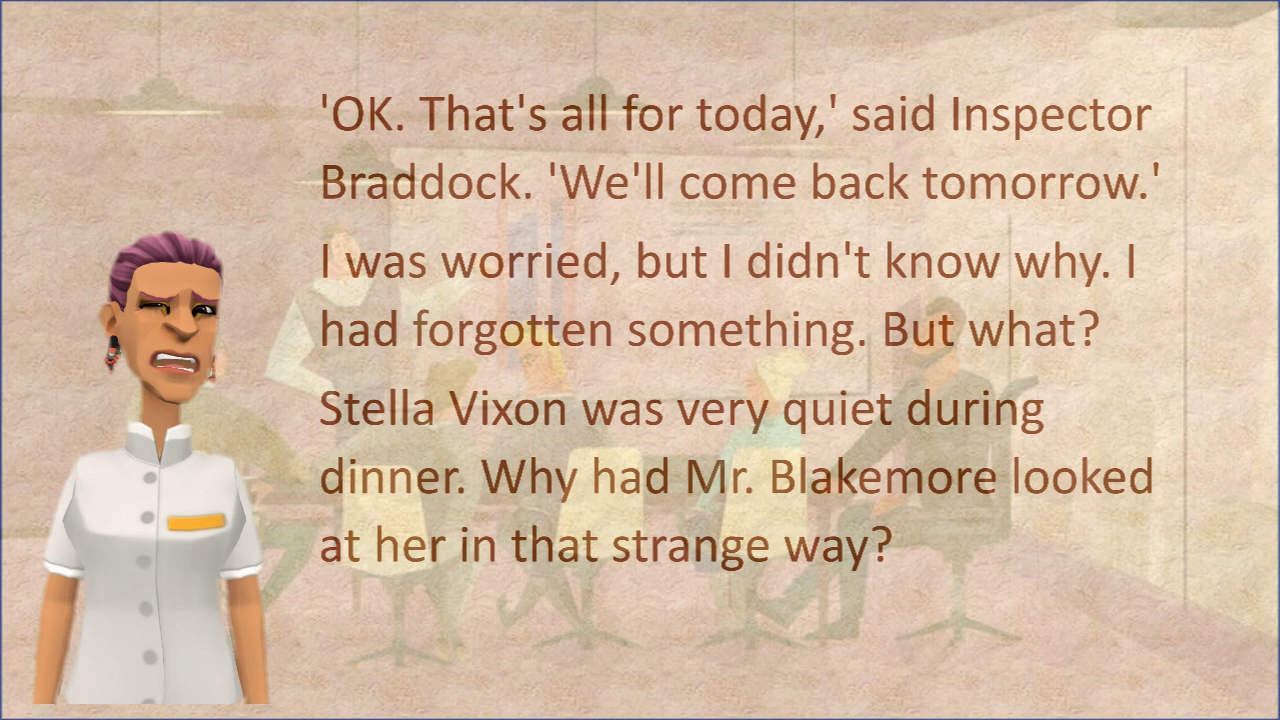 'OK. That's all for today,' said Inspector
Braddock. 'We'll come back tomorrow.'
I was worried, but I didn't know why. I
had forgotten something. But what?
Stella Vixon was very quiet during
dinner. Why had Mr. Blakemore looked
at her in that strange way?